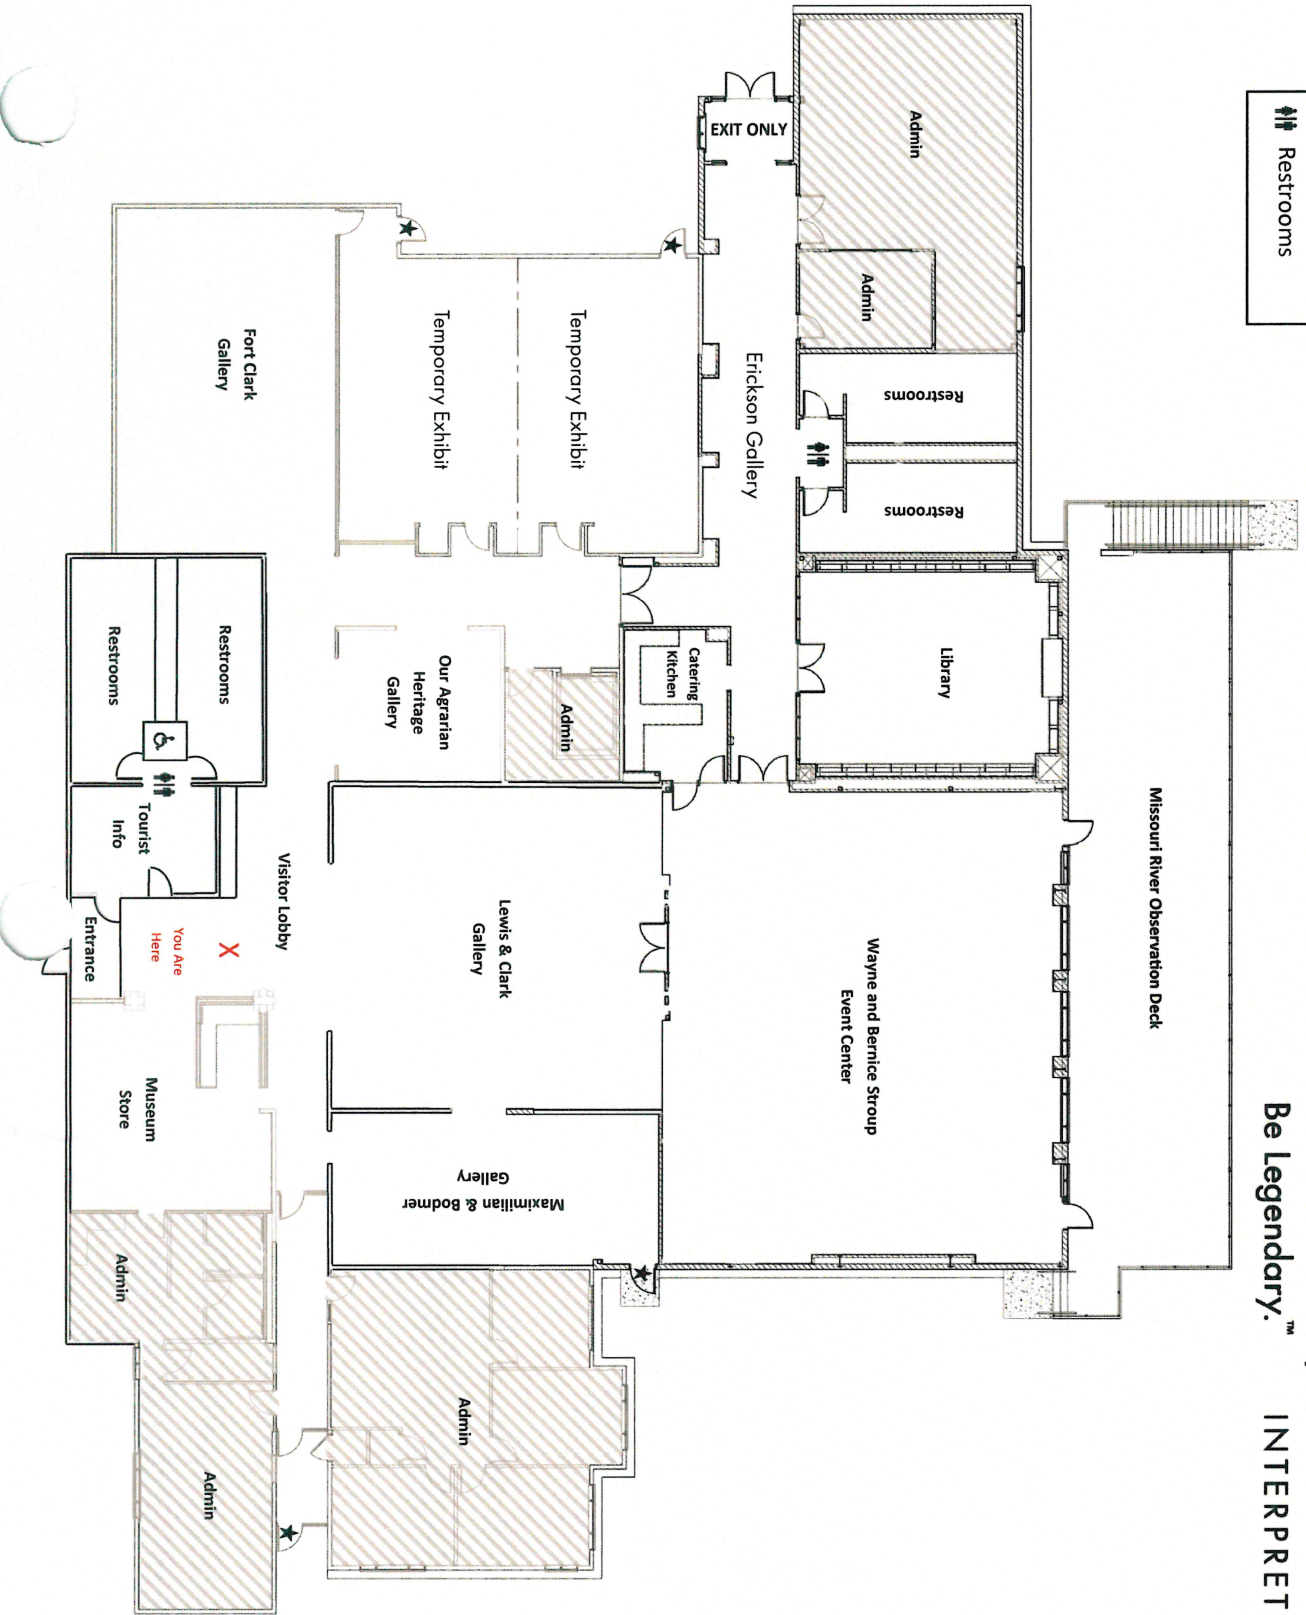 Restrooms
Be Legendary.™
INTERPRET
Missouri River Observation Deck
Admin
Admin
Restrooms
Restrooms
Library
Wayne and Bernice Stroup
Event Center
EXIT ONLY
Erickson Gallery
Catering
Kitchen
Temporary Exhibit
Temporary Exhibit
Admin
Our Agrarian
Heritage
Gallery
Lewis & Clark
Gallery
Maximilian & Bodmer
Gallery
Admin
Fort Clark
Gallery
Visitor Lobby
X
You Are
Here
Restrooms
Restrooms
Tourist
Info
Entrance
Museum
Store
Admin
Admin